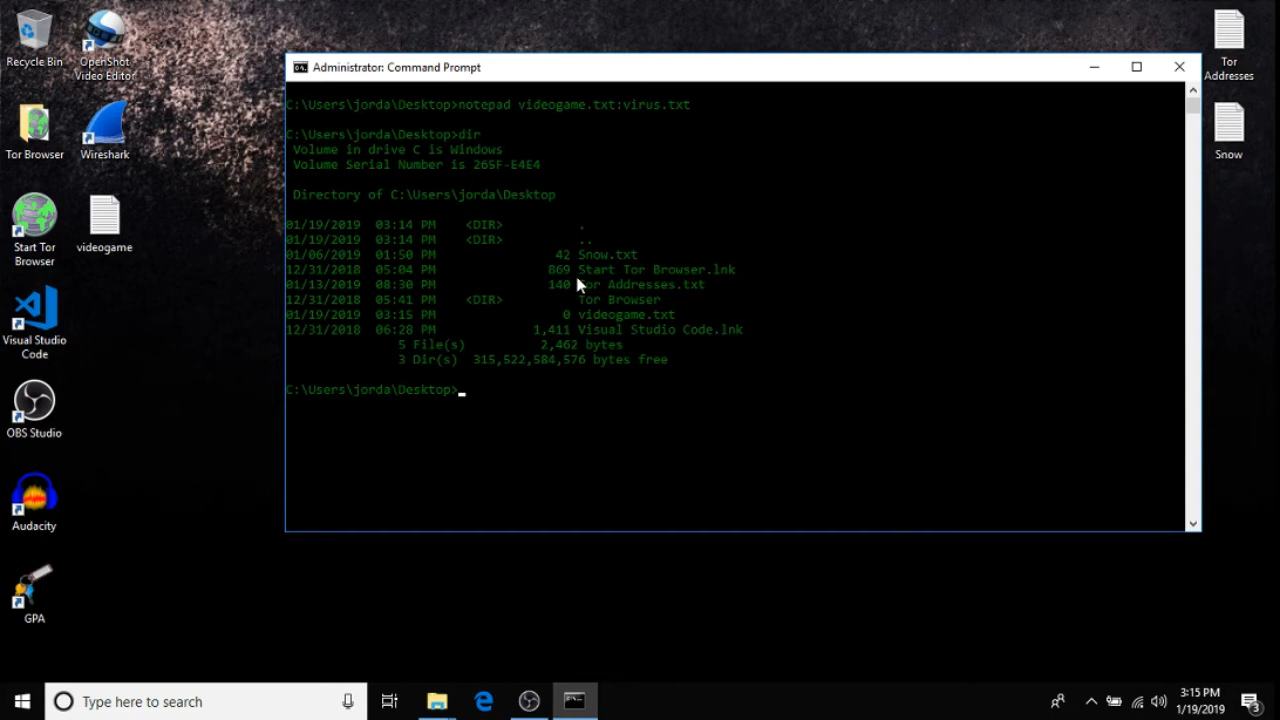 Recycle Bin
OpenShot
Video Editor
Tor Browser
Wireshark
Start Tor
Browser
videogame
Visual Studio
Code
OBS Studio
Audacity
GPA
Administrator: Command Prompt
C:\Users\jorda\Desktop>notepad videogame.txt:virus.txt
C:\Users\jorda\Desktop>dir
Volume in drive C is Windows
Volume Serial Number is 265F-E4E4
Directory of C:\Users\jorda\Desktop
01/19/2019 03:14 PM <DIR> .
01/19/2019 03:14 PM <DIR> ..
01/06/2019 01:50 PM 42 Snow.txt
12/31/2018 05:04 PM 869 Start Tor Browser.lnk
01/13/2019 08:30 PM 140 Tor Addresses.txt
12/31/2018 05:41 PM <DIR> Tor Browser
01/19/2019 03:15 PM 0 videogame.txt
12/31/2018 06:28 PM 1,411 Visual Studio Code.lnk
5 File(s) 2,462 bytes
3 Dir(s) 315,522,584,576 bytes free
C:\Users\jorda\Desktop>
Tor
Addresses
Snow
Type here to search
3:15 PM
1/19/2019
3